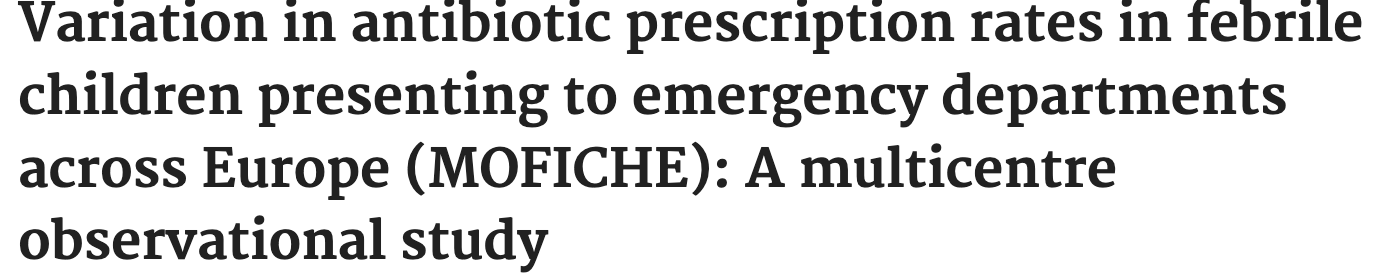 Variation in antibiotic prescription rates in febrile
children presenting to emergency departments
across Europe (MOFICHE): A multicentre
observational study